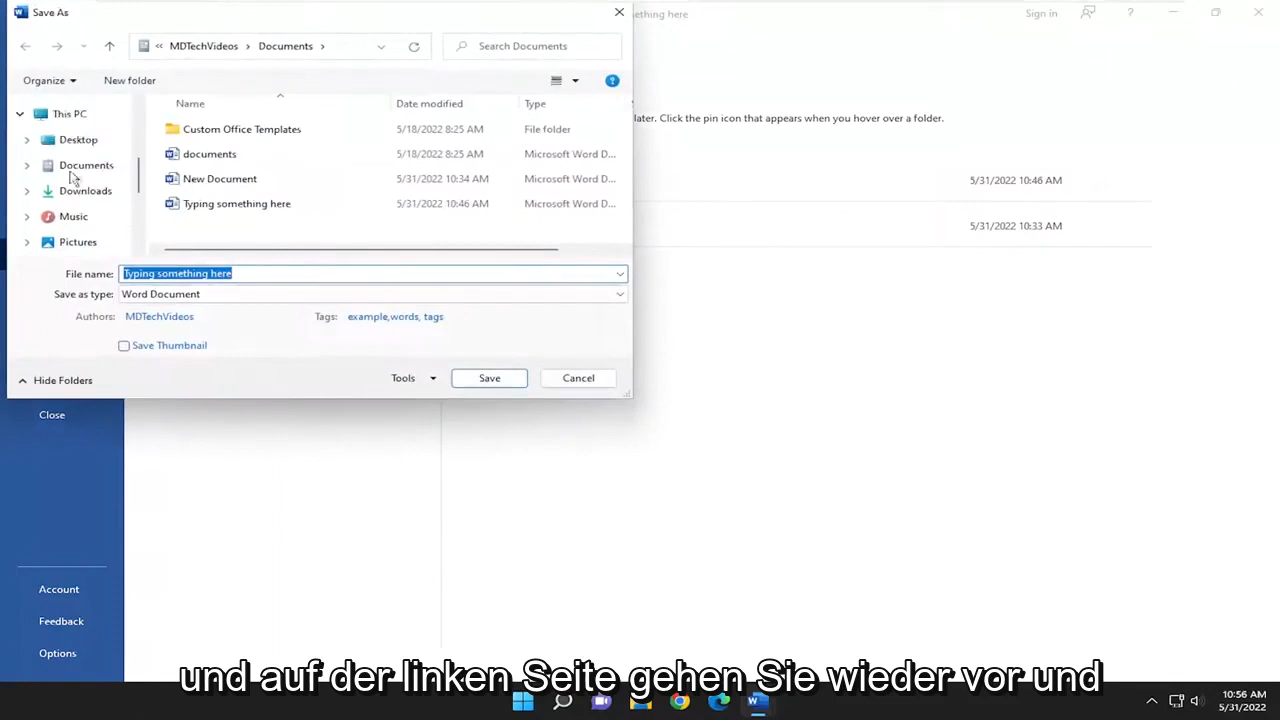 Save As
something here
Sign in
?
« MDTechVideos > Documents >
Search Documents
Organize
New folder
?
This PC
Desktop
Documents
Downloads
Music
Pictures
Name
Date modified
Type
Custom Office Templates
5/18/2022 8:25 AM
File folder
documents
5/18/2022 8:25 AM
Microsoft Word D...
New Document
5/31/2022 10:34 AM
Microsoft Word D...
Typing something here
5/31/2022 10:46 AM
Microsoft Word D...
later. Click the pin icon that appears when you hover over a folder.
5/31/2022 10:46 AM
5/31/2022 10:33 AM
File name: Typing something here
Save as type: Word Document
Authors: MDTechVideos
Tags: example,words, tags
Save Thumbnail
Hide Folders
Tools
Save
Cancel
Close
Account
Feedback
Options
und auf der linken Seite gehen Sie wieder vor und
10:56 AM
5/31/2022